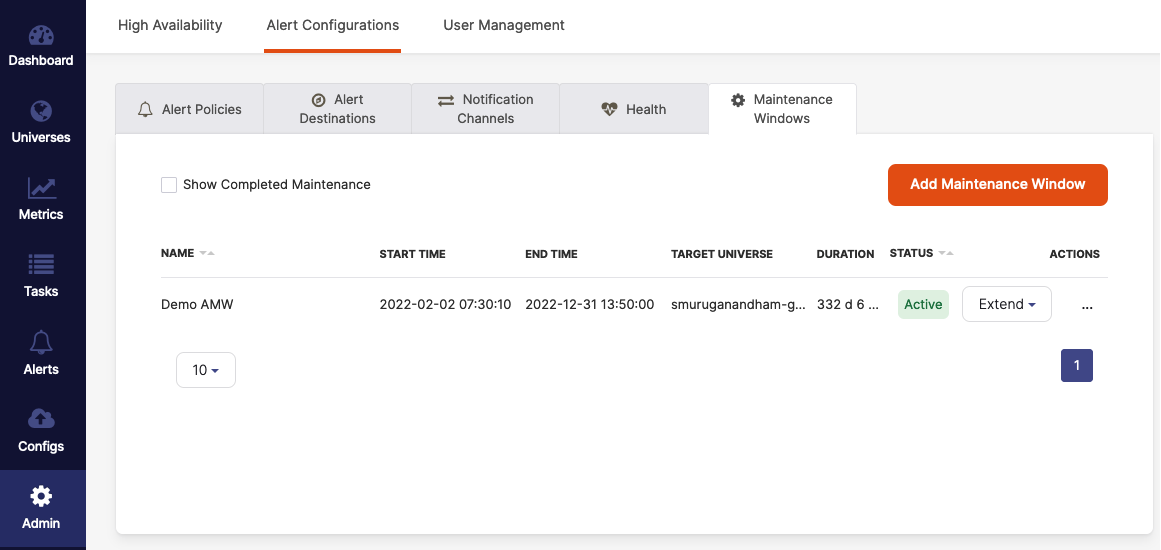 High Availability
Alert Configurations
User Management
Dashboard
Universes
Metrics
Tasks
Alerts
Configs
Admin
Alert Policies
Alert
Destinations
Notification
Channels
Health
Maintenance
Windows
Show Completed Maintenance
Add Maintenance Window
NAME START TIME END TIME TARGET UNIVERSE DURATION STATUS ACTIONS
Demo AMW 2022-02-02 07:30:10 2022-12-31 13:50:00 smuruganandham-g... 332 d 6 ... Active Extend ...
10
1